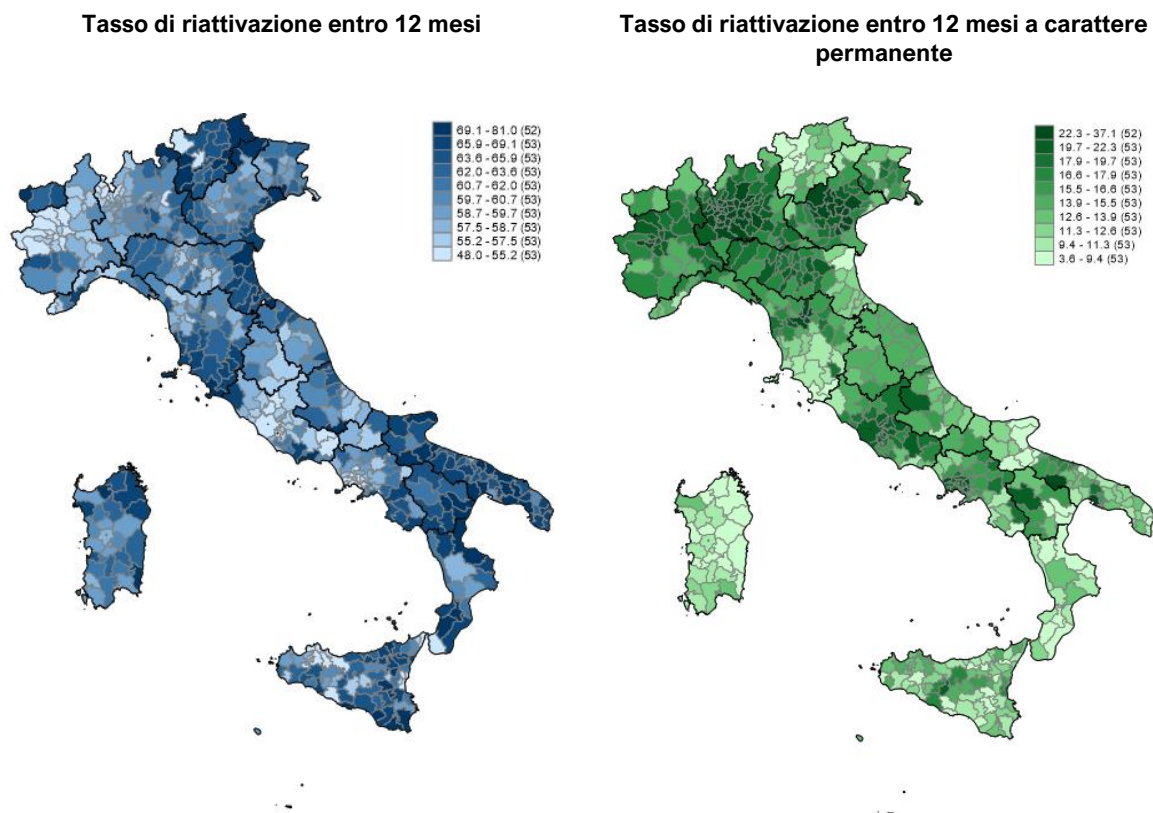 Tasso di riattivazione entro 12 mesi
Tasso di riattivazione entro 12 mesi a carattere
permanente
69.1 - 81.0 (52)
65.9 - 69.1 (53)
63.6 - 65.9 (53)
62.0 - 63.6 (53)
60.7 - 62.0 (53)
59.7 - 60.7 (53)
58.7 - 59.7 (53)
57.5 - 58.7 (53)
55.2 - 57.5 (53)
48.0 - 55.2 (53)
22.3 - 37.1 (52)
19.7 - 22.3 (53)
17.9 - 19.7 (53)
16.6 - 17.9 (53)
15.5 - 16.6 (53)
13.9 - 15.5 (53)
12.6 - 13.9 (53)
11.3 - 12.6 (53)
9.4 - 11.3 (53)
3.6 - 9.4 (53)